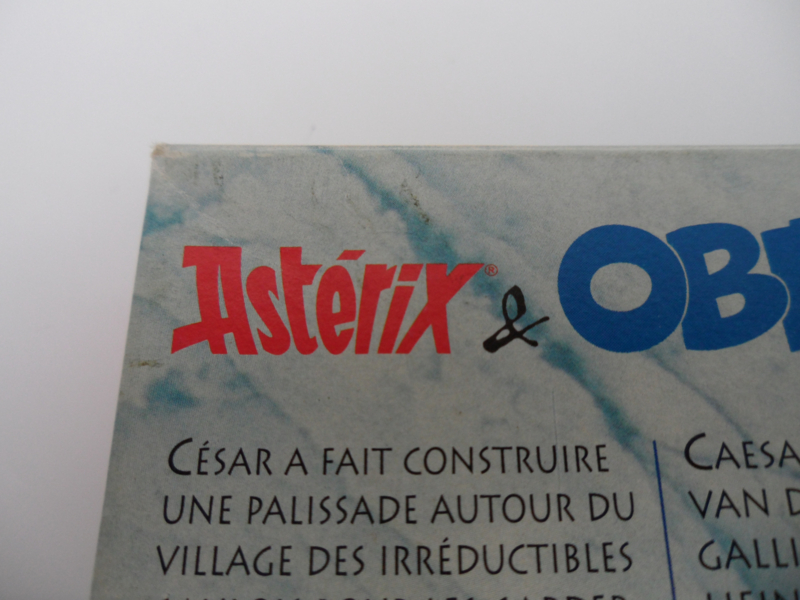 Astérix® & OB
CÉSAR A FAIT CONSTRUIRE
UNE PALISSADE AUTOUR DU
VILLAGE DES IRRÉDUCTIBLES
CAESA
VAN D
GALLI